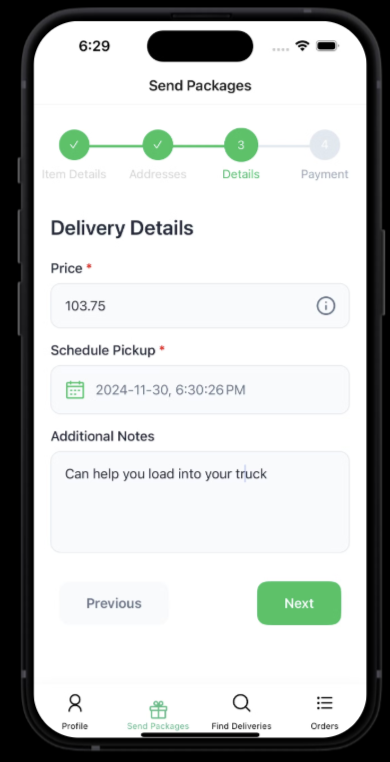 6:29
Send Packages
3
4
Item Details
Addresses
Details
Payment
Delivery Details
Price *
103.75
Schedule Pickup *
2024-11-30, 6:30:26 PM
Additional Notes
Can help you load into your truck
Previous
Next
Profile
Send Packages
Find Deliveries
Orders